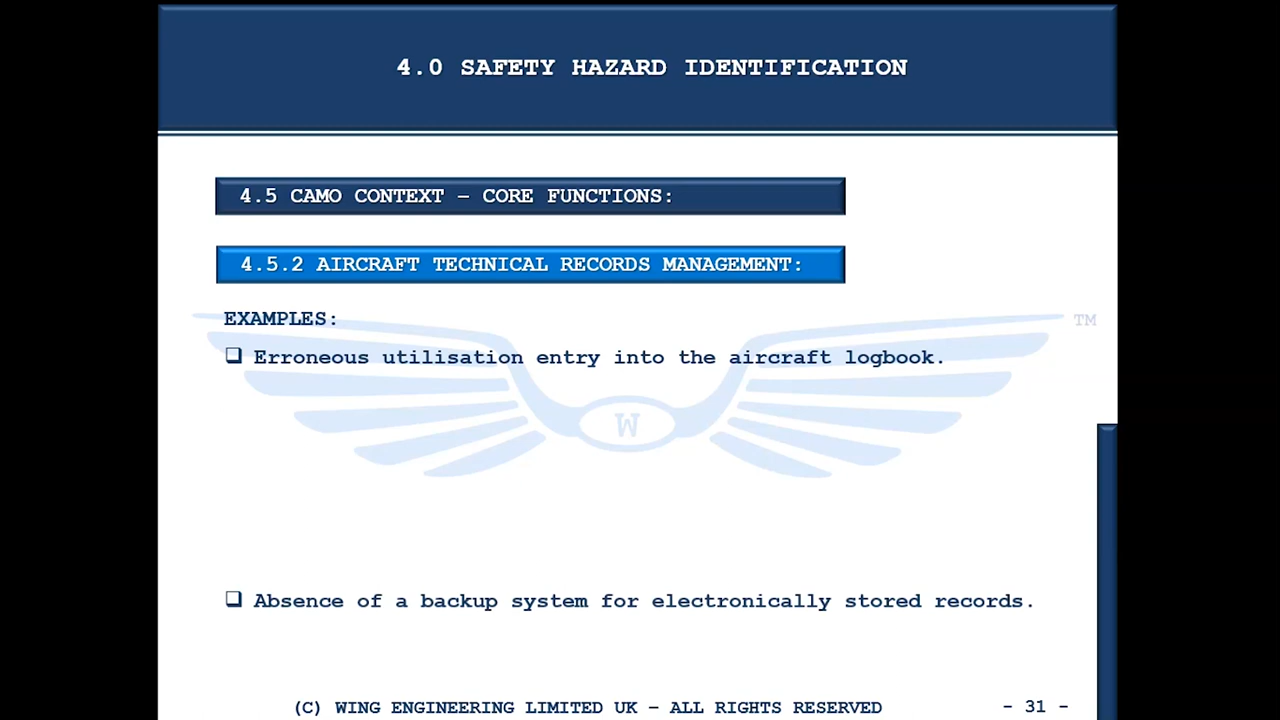 4.0 SAFETY HAZARD IDENTIFICATION
4.5 CAMO CONTEXT – CORE FUNCTIONS:
4.5.2 AIRCRAFT TECHNICAL RECORDS MANAGEMENT:
EXAMPLES:
TM
❑ Erroneous utilisation entry into the aircraft logbook.
W
❑ Absence of a backup system for electronically stored records.
(C) WING ENGINEERING LIMITED UK – ALL RIGHTS RESERVED
- 31 -